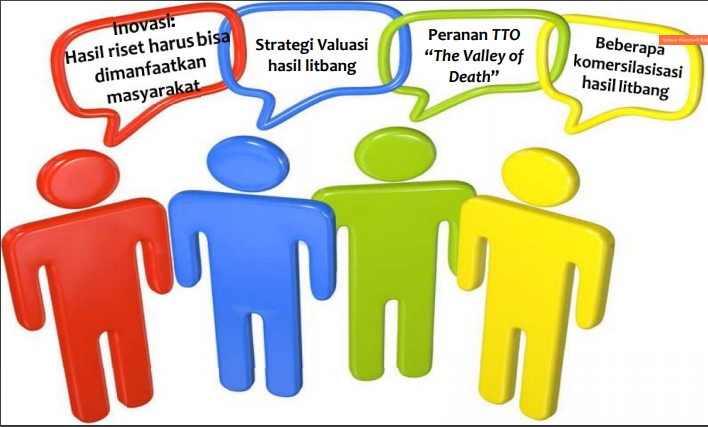 Inovasi:
Hasil riset harus bisa
dimanfaatkan
masyarakat
Strategi Valuasi
hasil litbang
Peranan TTO
“The Valley of
Death”
Beberapa
komersilasisasi
hasil litbang